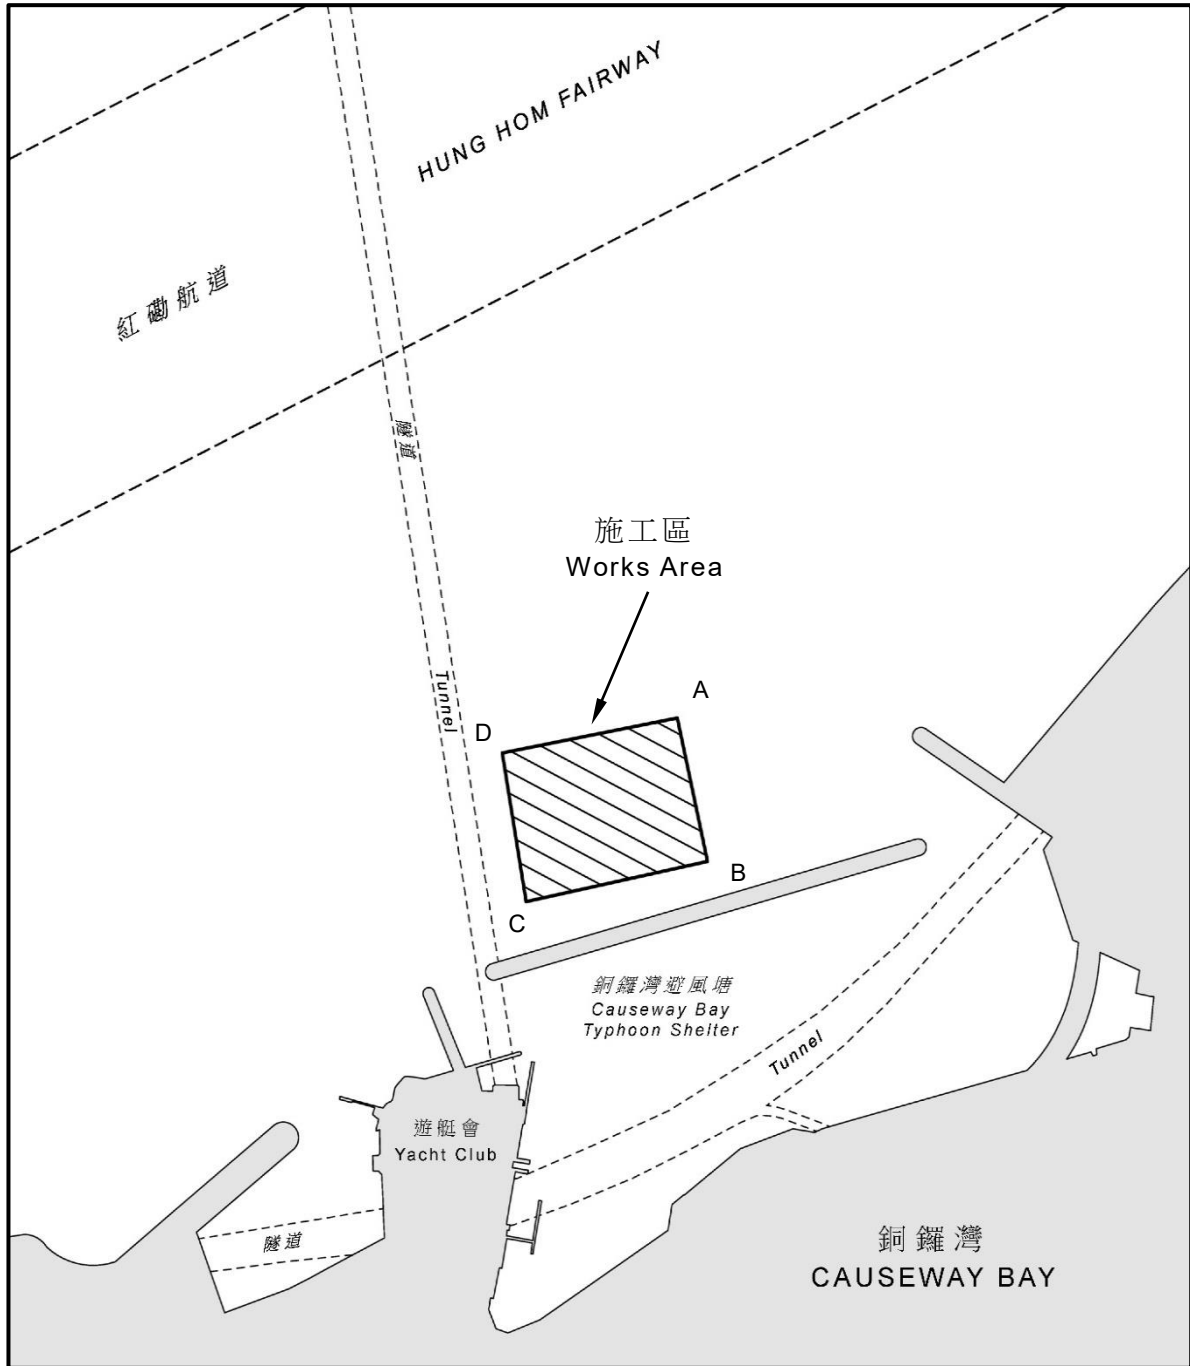 HUNG HOM FAIRWAY
紅磡航道
隧道
施工區
Works Area
Tunnel
A
D
B
C
銅鑼灣避風塘
Causeway Bay
Typhoon Shelter
Tunnel
遊艇會
Yacht Club
隧道
銅鑼灣
CAUSEWAY BAY